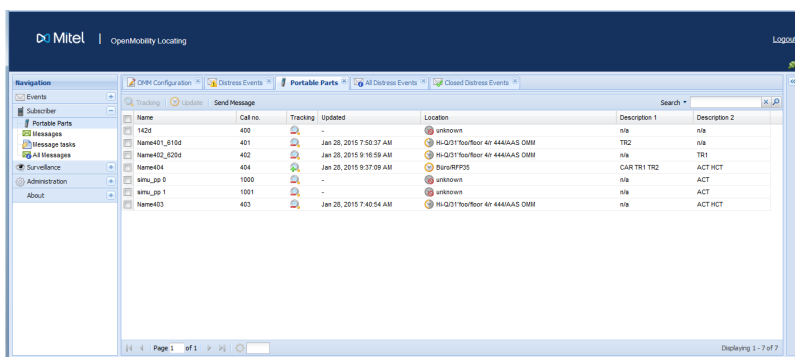 Mitel | OpenMobility Locating
Logout
Navigation
Events
Subscriber
Portable Parts
Messages
Message tasks
All Messages
Surveillance
Administration
About
OMM Configuration Distress Events Portable Parts All Distress Events Closed Distress Events
Tracking Update Send Message Search
Name Call no. Tracking Updated Location Description 1 Description 2
142d 400 - unknown n/a n/a
Name401_610d 401 Jan 28, 2015 7:50:37 AM Hi-Q/31"foo/floor 4/r 444/AAS OMM TR2 n/a
Name402_620d 402 Jan 28, 2015 9:16:59 AM Hi-Q/31"foo/floor 4/r 444/AAS OMM n/a TR1
Name404 404 Jan 28, 2015 9:37:09 AM Büro/RFP35 CAR TR1 TR2 ACT HCT
simu_pp 0 1000 - unknown n/a ACT
simu_pp 1 1001 - unknown n/a ACT
Name403 403 Jan 28, 2015 7:40:54 AM Hi-Q/31"foo/floor 4/r 444/AAS OMM n/a ACT HCT
Page 1 of 1 Displaying 1 - 7 of 7